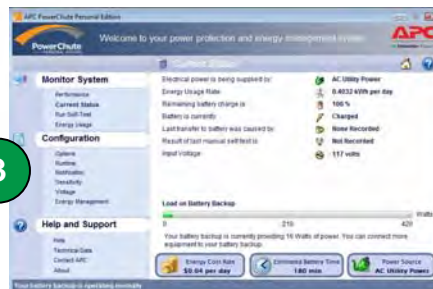 APC PowerChute Personal Edition
PowerChute
Welcome to your power protection and energy management system
APC
Current Status
Monitor System
Performance
Current Status
Run Self-Test
Energy Usage
Configuration
Options
Runtime
Notification
Sensitivity
Voltage
Energy Management
Help and Support
Help
Technical Data
Contact APC
About
Electrical power is being supplied by: AC Utility Power
Energy Usage Rate: 0.4032 kWh per day
Remaining battery charge is: 100 %
Battery is currently: Charged
Last transfer to battery was caused by: None Recorded
Result of last manual self-test is: Not Recorded
Input Voltage: 117 volts
Load on Battery Backup
Watts
0 210 420
Your battery backup is currently providing 16 Watts of power. You can connect more
equipment to your battery backup.
Energy Cost Rate
$0.04 per day
Estimated Battery Time
180 min
Power Source
AC Utility Power
Your battery backup is operating normally